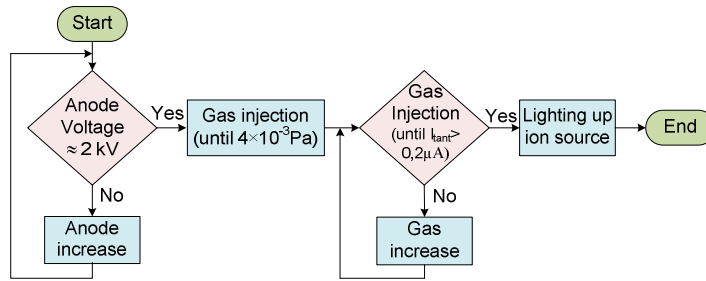 Start
Anode
Voltage
≈ 2 kV
Yes
No
Anode
increase
Gas injection
(until 4×10⁻³Pa)
Gas
Injection
(until Itant>
0,2µA)
Yes
No
Gas
increase
Lighting up
ion source
End